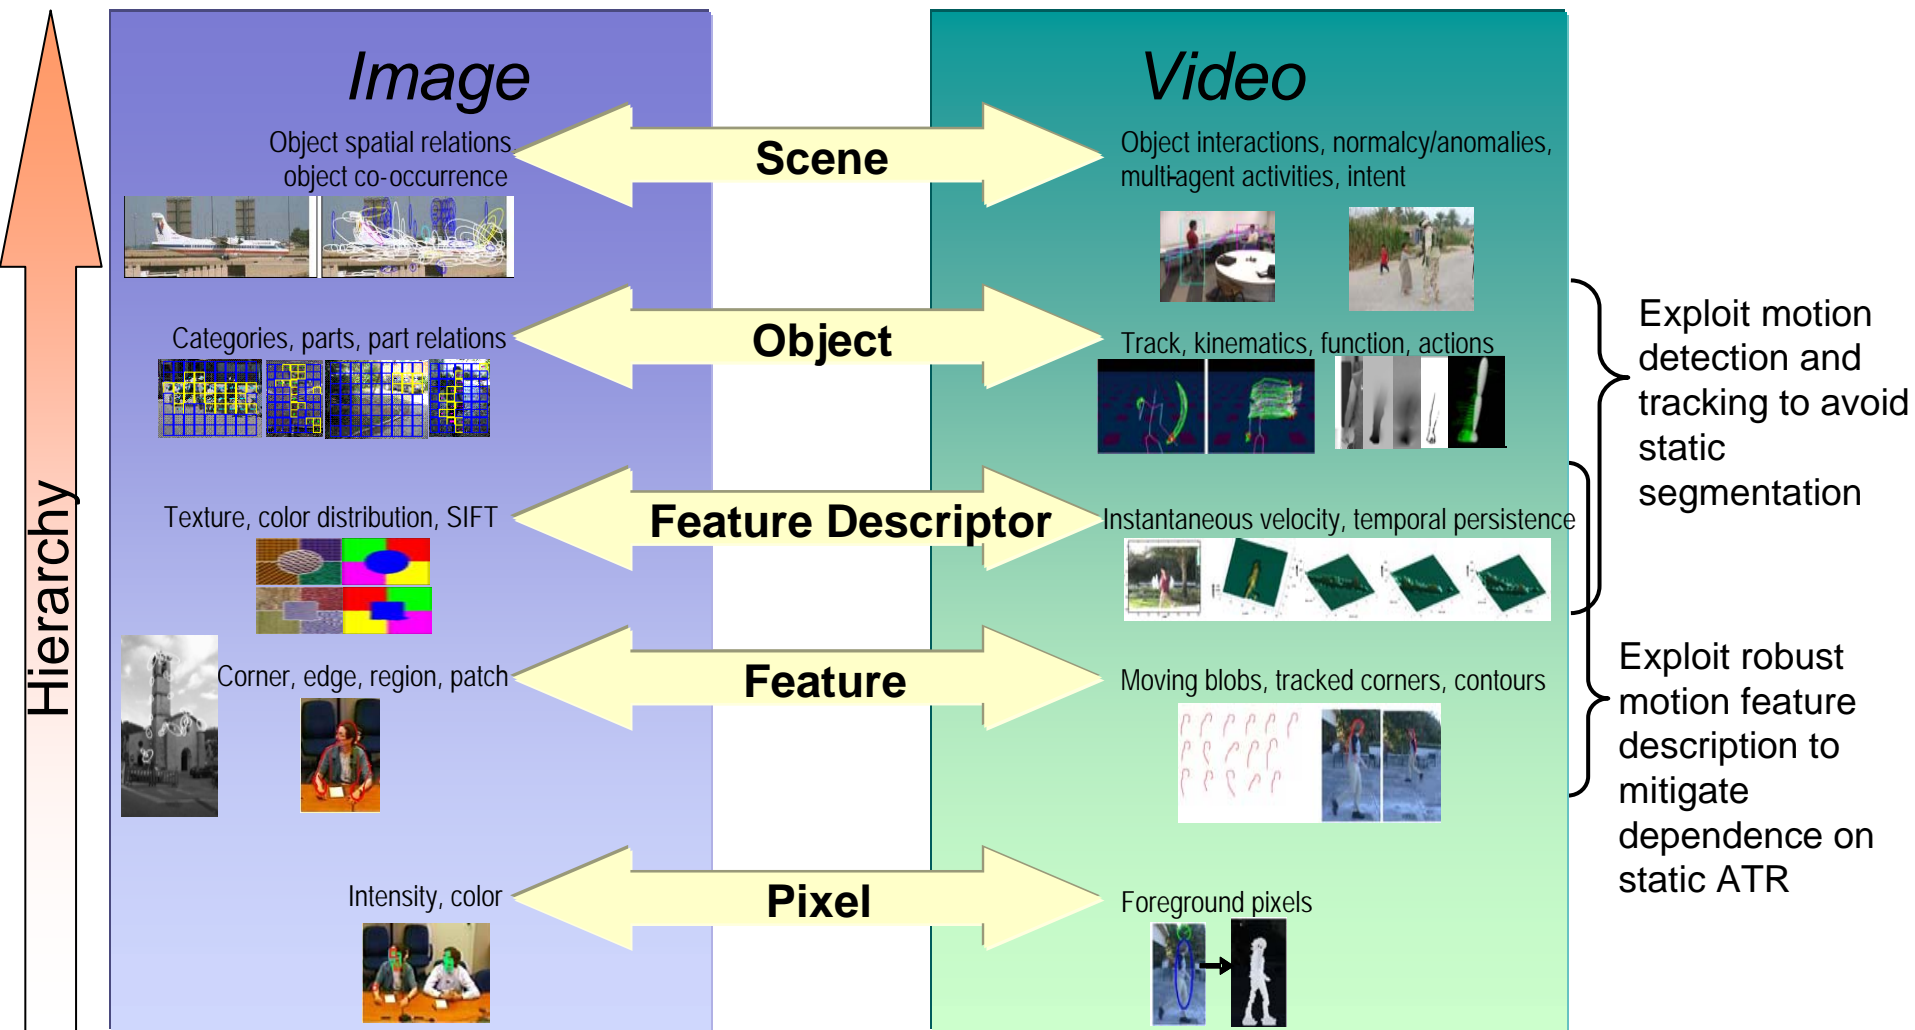 Image
Video
Object spatial relations
object co-occurrence
Scene
Object interactions, normalcy/anomalies,
multi-agent activities, intent
Categories, parts, part relations
Object
Track, kinematics, function, actions
Texture, color distribution, SIFT
Feature Descriptor
Instantaneous velocity, temporal persistence
Corner, edge, region, patch
Feature
Moving blobs, tracked corners, contours
Intensity, color
Pixel
Foreground pixels
Hierarchy
Exploit motion
detection and
tracking to avoid
static
segmentation
Exploit robust
motion feature
description to
mitigate
dependence on
static ATR